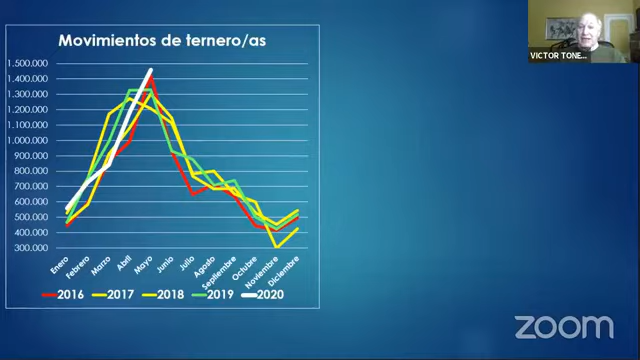 VICTOR TONE...
Movimientos de ternero/as
1.500.000
1.400.000
1.300.000
1.200.000
1.100.000
1.000.000
900.000
800.000
700.000
600.000
500.000
400.000
300.000
Enero
Febrero
Marzo
Abril
Mayo
Junio
Julio
Agosto
Septiembre
Octubre
Noviembre
Diciembre
2016 2017 2018 2019 2020
zoom